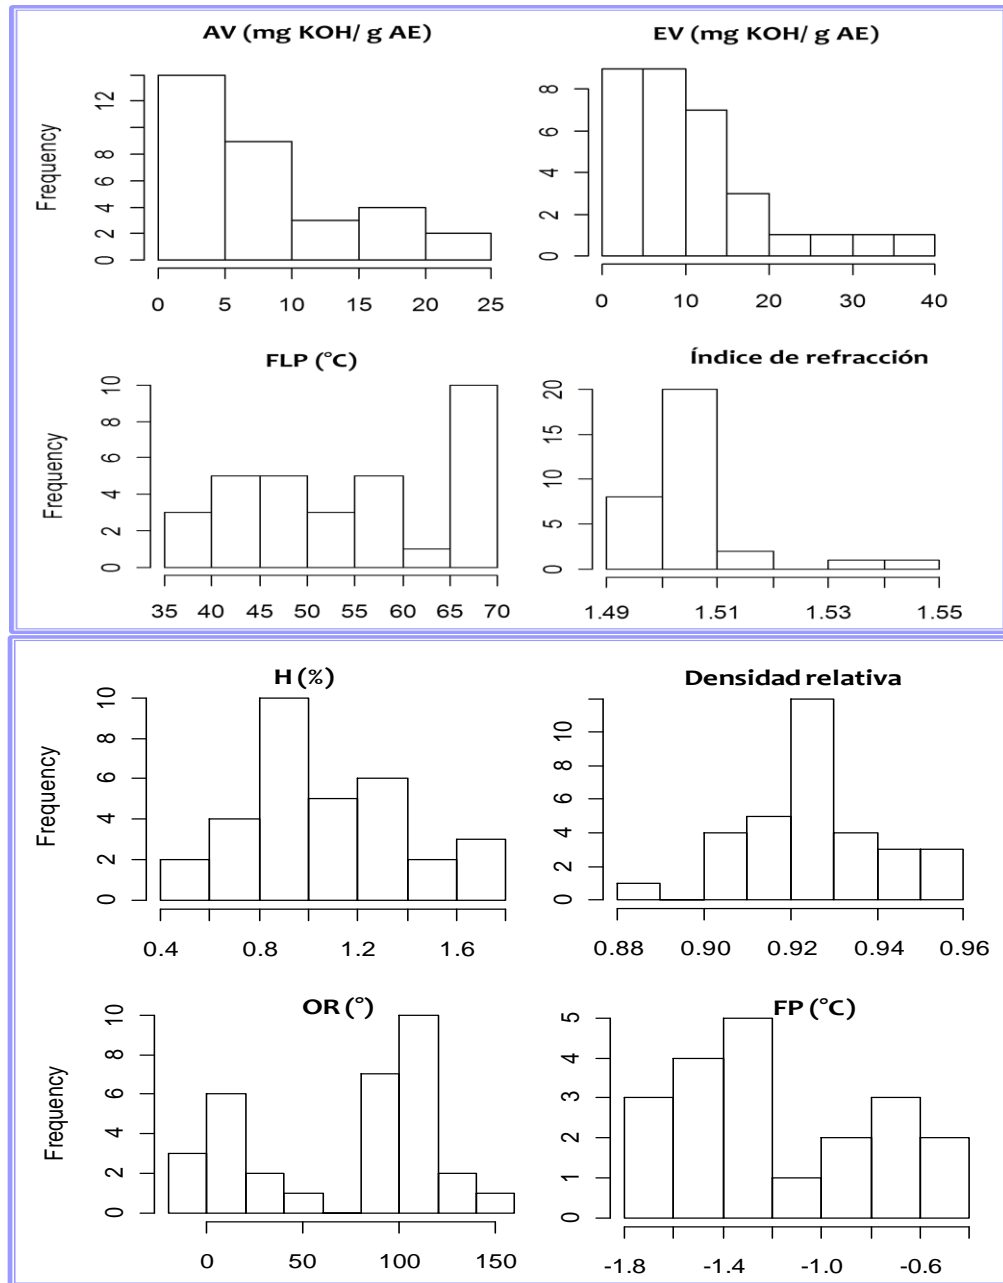 AV (mg KOH/ g AE)
Frequency
0 2 4 6 8 12
0 5 10 15 20 25
EV (mg KOH/ g AE)
0 2 4 6 8
0 10 20 30 40
FLP (°C)
Frequency
0 2 4 6 8 10
35 40 45 50 55 60 65 70
Índice de refracción
0 5 10 15 20
1.49 1.51 1.53 1.55
H (%)
Frequency
0 2 4 6 8 10
0.4 0.8 1.2 1.6
Densidad relativa
0 2 4 6 8 10
0.88 0.90 0.92 0.94 0.96
OR (°)
Frequency
0 2 4 6 8 10
0 50 100 150
FP (°C)
0 1 2 3 4 5
-1.8 -1.4 -1.0 -0.6